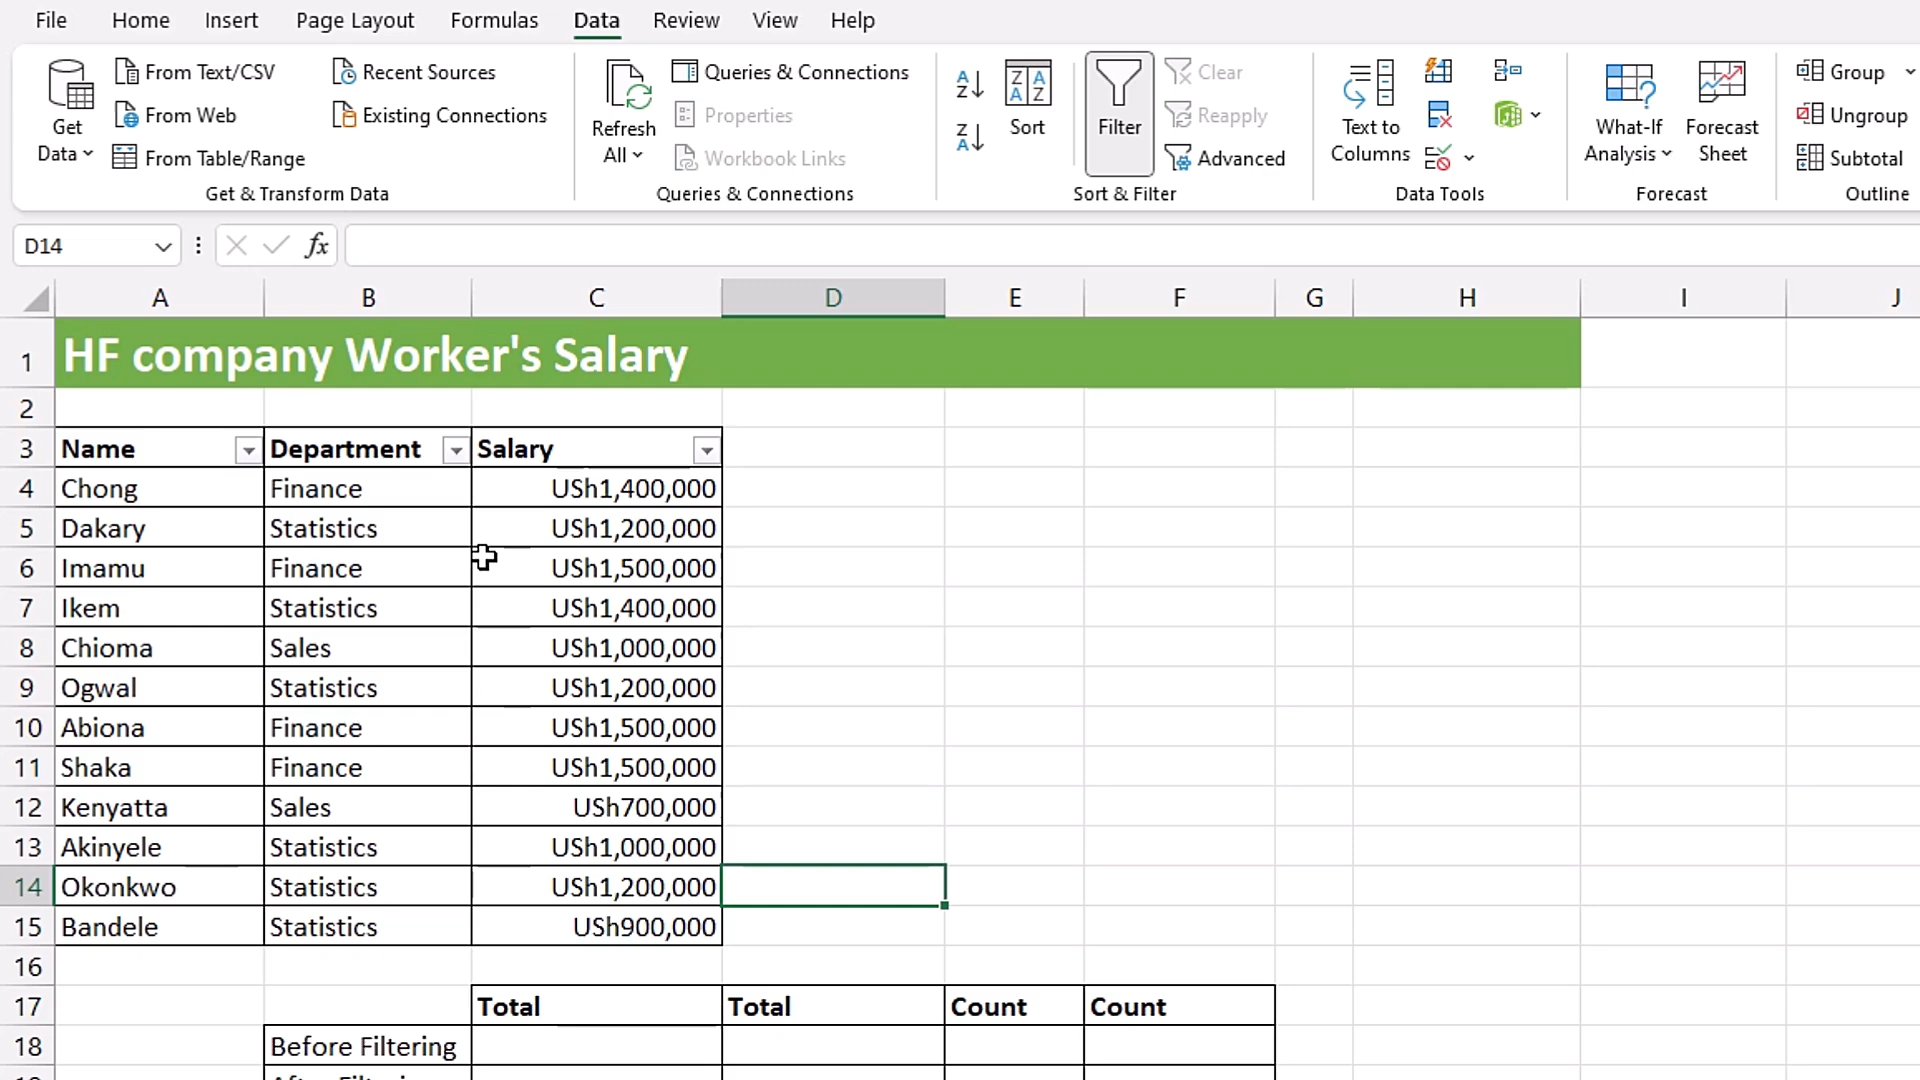 File Home Insert Page Layout Formulas Data Review View Help
From Text/CSV Recent Sources Queries & Connections Clear Group
From Web Existing Connections Properties Reapply Ungroup
Get Data From Table/Range Refresh All Workbook Links Sort Filter Advanced Text to Columns What-If Analysis Forecast Sheet Subtotal
Get & Transform Data Queries & Connections Sort & Filter Data Tools Forecast Outline
D14 fx
A B C D E F G H I J
1 HF company Worker's Salary
2
3 Name Department Salary
4 Chong Finance USh1,400,000
5 Dakary Statistics USh1,200,000
6 Imamu Finance USh1,500,000
7 Ikem Statistics USh1,400,000
8 Chioma Sales USh1,000,000
9 Ogwal Statistics USh1,200,000
10 Abiona Finance USh1,500,000
11 Shaka Finance USh1,500,000
12 Kenyatta Sales USh700,000
13 Akinyele Statistics USh1,000,000
14 Okonkwo Statistics USh1,200,000
15 Bandele Statistics USh900,000
16
17 Total Total Count Count
18 Before Filtering